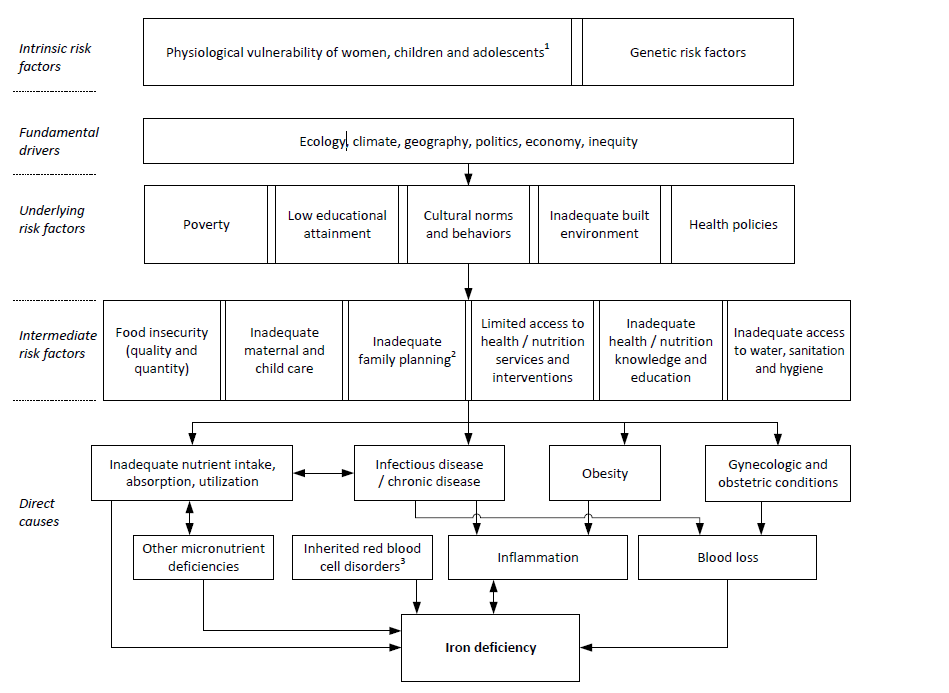 Intrinsic risk
factors
Physiological vulnerability of women, children and adolescents1
Genetic risk factors
Fundamental
drivers
Ecology, climate, geography, politics, economy, inequity
Underlying
risk factors
Poverty
Low educational
attainment
Cultural norms
and behaviors
Inadequate built
environment
Health policies
Intermediate
risk factors
Food insecurity
(quality and
quantity)
Inadequate
maternal and
child care
Inadequate
family planning2
Limited access to
health / nutrition
services and
interventions
Inadequate
health / nutrition
knowledge and
education
Inadequate access
to water, sanitation
and hygiene
Direct
causes
Inadequate nutrient intake,
absorption, utilization
Infectious disease
/ chronic disease
Obesity
Gynecologic and
obstetric conditions
Other micronutrient
deficiencies
Inherited red blood
cell disorders3
Inflammation
Blood loss
Iron deficiency